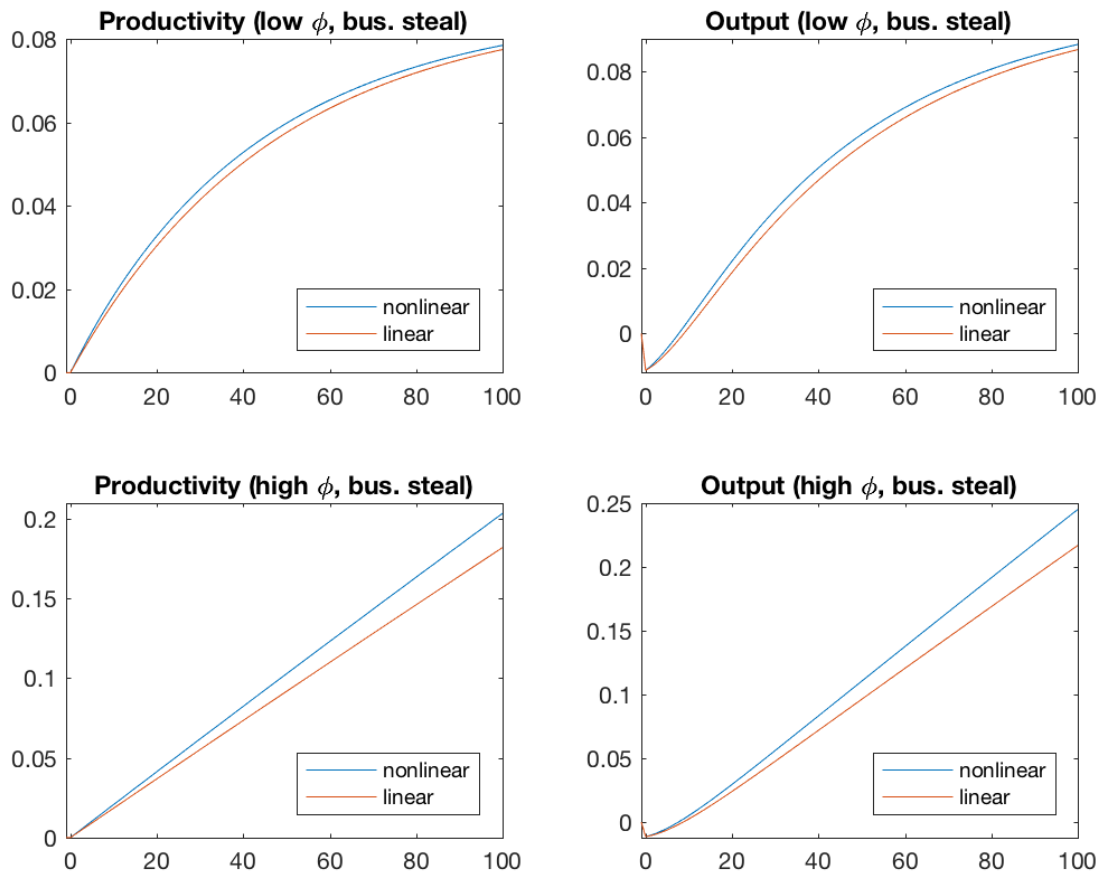 Productivity (low ϕ, bus. steal)
0.08
0.06
0.04
0.02
0
0 20 40 60 80 100
nonlinear
linear
Output (low ϕ, bus. steal)
0.08
0.06
0.04
0.02
0
0 20 40 60 80 100
nonlinear
linear
Productivity (high ϕ, bus. steal)
0.2
0.15
0.1
0.05
0
0 20 40 60 80 100
nonlinear
linear
Output (high ϕ, bus. steal)
0.25
0.2
0.15
0.1
0.05
0
0 20 40 60 80 100
nonlinear
linear